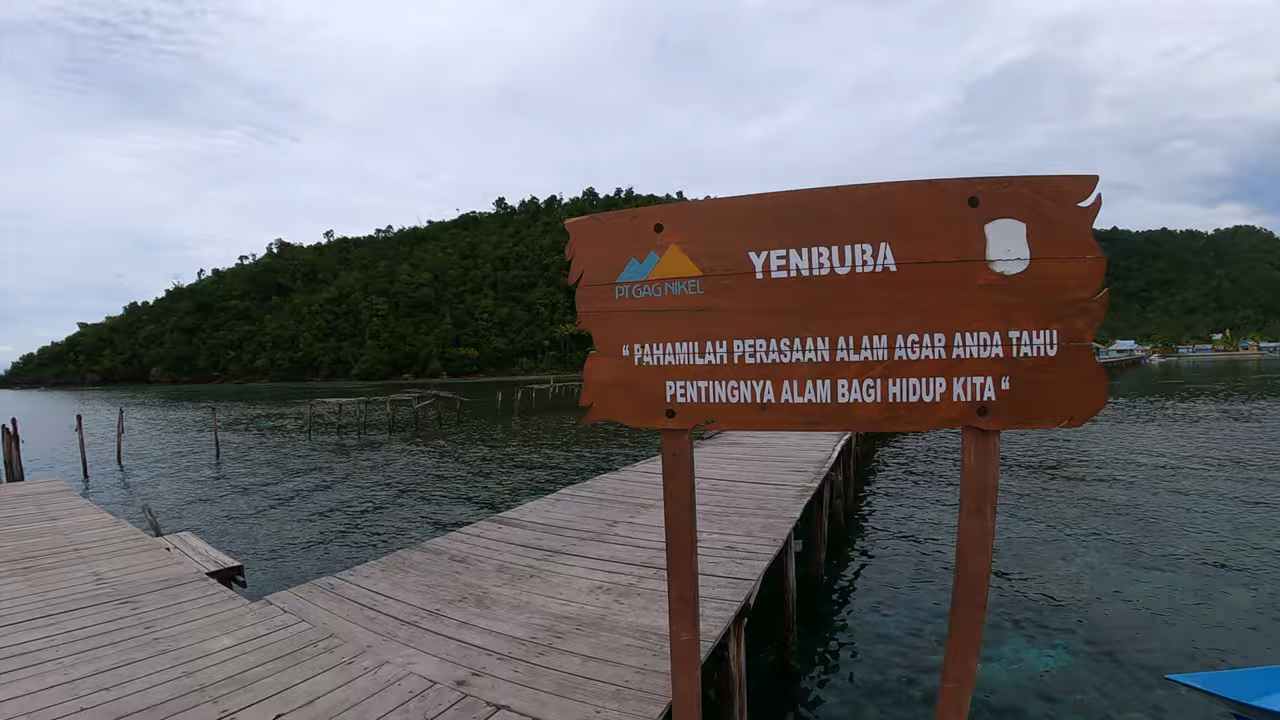 YENBUBA
PT GAG NIKEL
“ PAHAMILAH PERASAAN ALAM AGAR ANDA TAHU
PENTINGNYA ALAM BAGI HIDUP KITA “